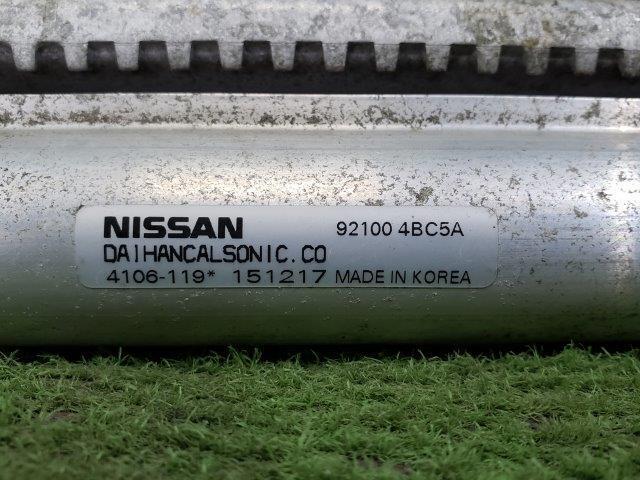 NISSAN 92100 4BC5A
DAIHANCALSONIC.CO
4106-119* 151217 MADE IN KOREA